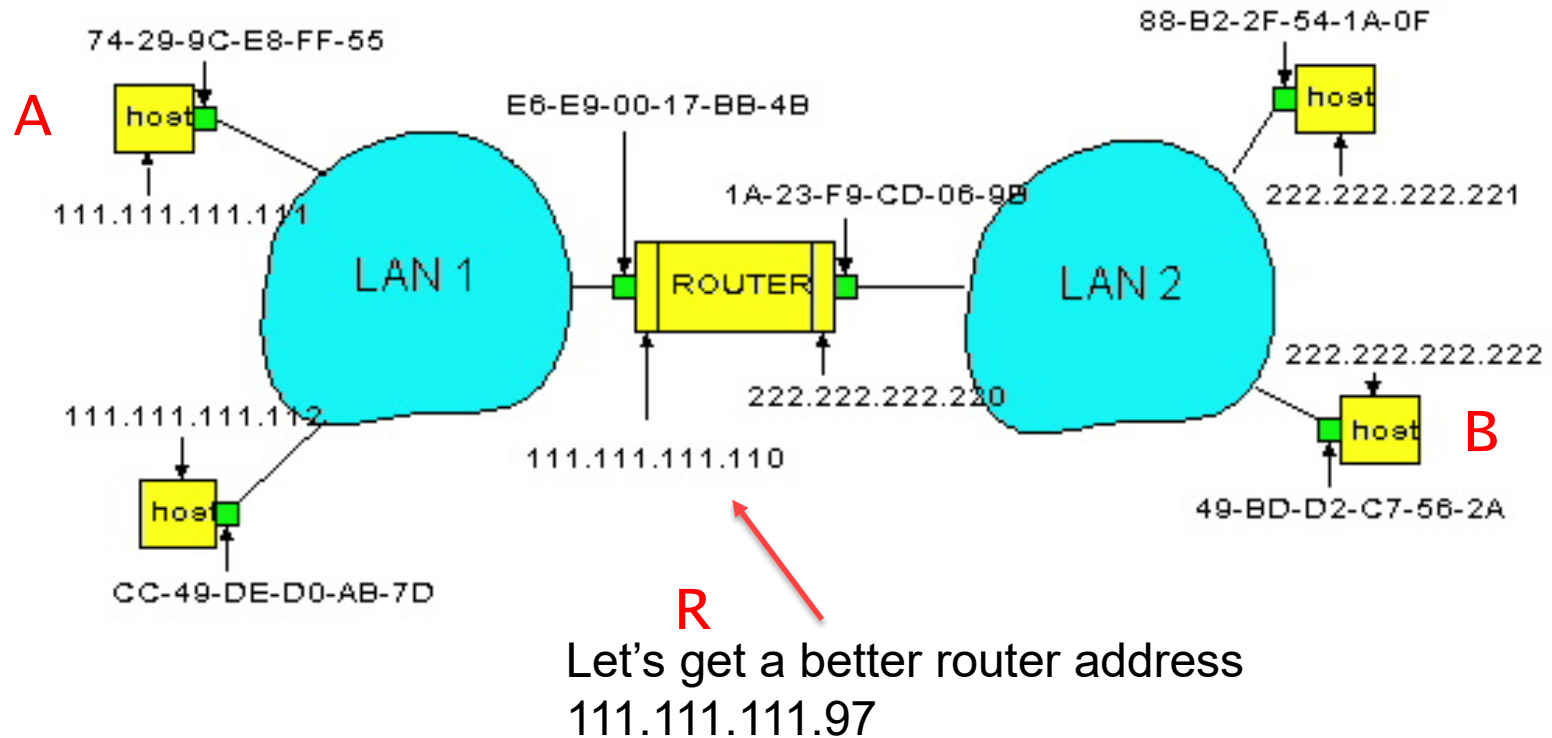 74-29-9C-E8-FF-55
88-B2-2F-54-1A-0F
A
host
E6-E9-00-17-BB-4B
host
111.111.111.111
1A-23-F9-CD-06-9B
222.222.222.221
LAN 1
ROUTER
LAN 2
222.222.222.222
111.111.111.112
222.222.222.220
host
B
111.111.111.110
host
49-BD-D2-C7-56-2A
CC-49-DE-D0-AB-7D
R
Let’s get a better router address
111.111.111.97